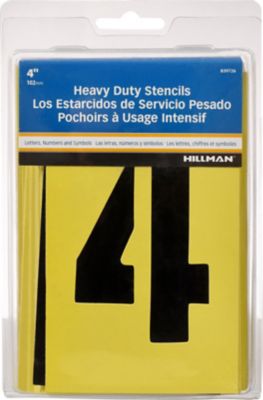 4"
102mm
839726
Heavy Duty Stencils
Los Estarcidos de Servicio Pesado
Pochoirs à Usage Intensif
Letters, Numbers and Symbols · Las letras, números y símbolos · Les lettres, chiffres et symboles
HILLMAN
4